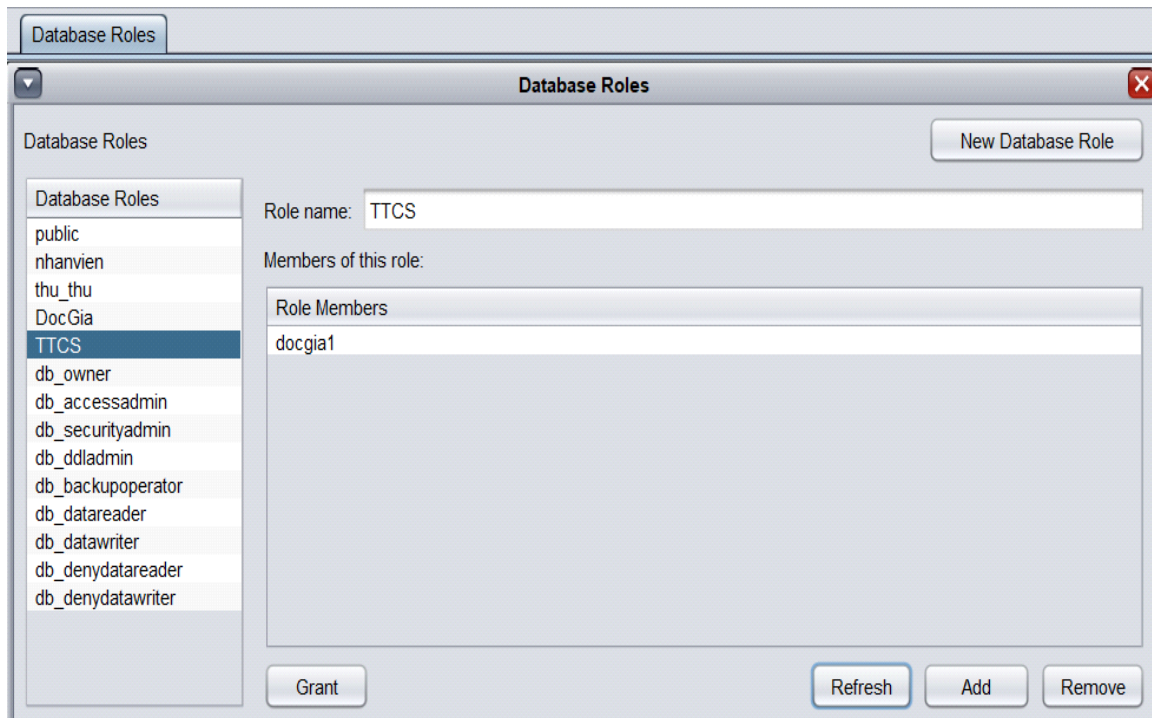 Database Roles
Database Roles
Database Roles
New Database Role
Database Roles
public
nhanvien
thu_thu
DocGia
TTCS
db_owner
db_accessadmin
db_securityadmin
db_ddladmin
db_backupoperator
db_datareader
db_datawriter
db_denydatareader
db_denydatawriter
Role name: TTCS
Members of this role:
Role Members
docgia1
Grant
Refresh
Add
Remove